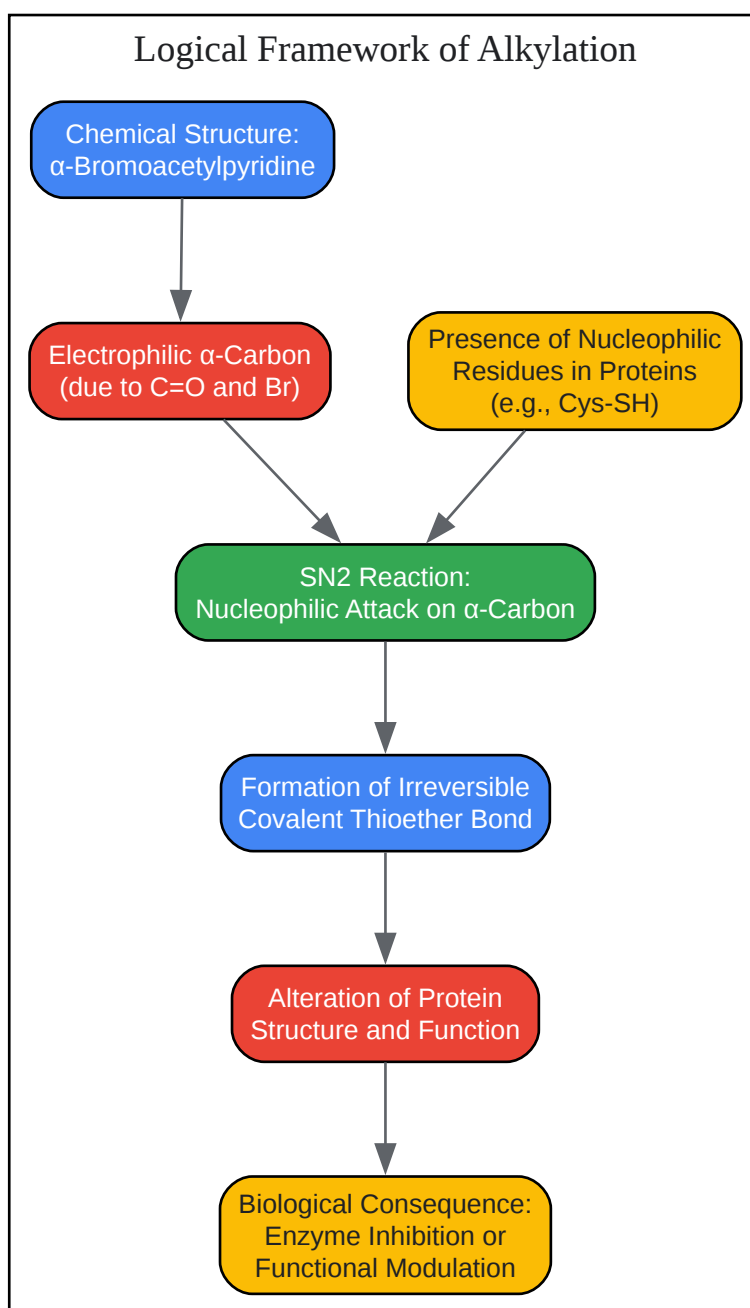 Logical Framework of Alkylation
Chemical Structure:
α-Bromoacetylpyridine
Electrophilic α-Carbon
(due to C=O and Br)
Presence of Nucleophilic
Residues in Proteins
(e.g., Cys-SH)
SN2 Reaction:
Nucleophilic Attack on α-Carbon
Formation of Irreversible
Covalent Thioether Bond
Alteration of Protein
Structure and Function
Biological Consequence:
Enzyme Inhibition or
Functional Modulation